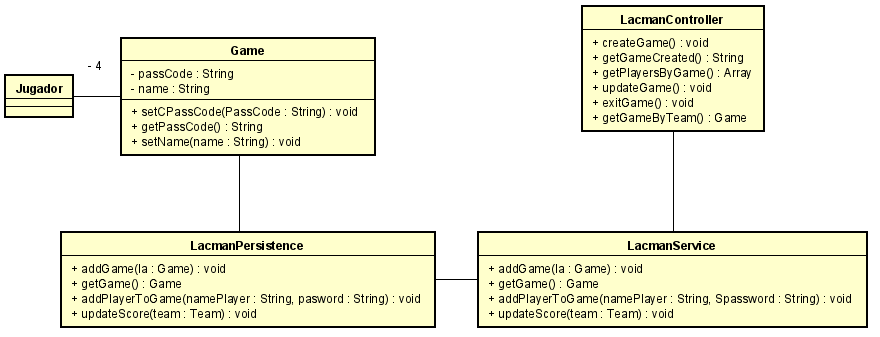 LacmanController
+ createGame() : void
+ getGameCreated() : String
+ getPlayersByGame() : Array
+ updateGame() : void
+ exitGame() : void
+ getGameByTeam() : Game
Game
- passCode : String
- name : String
+ setCPassCode(PassCode : String) : void
+ getPassCode() : String
+ setName(name : String) : void
- 4
Jugador
LacmanPersistence
+ addGame(la : Game) : void
+ getGame() : Game
+ addPlayerToGame(namePlayer : String, pasword : String) : void
+ updateScore(team : Team) : void
LacmanService
+ addGame(la : Game) : void
+ getGame() : Game
+ addPlayerToGame(namePlayer : String, Spassword : String) : void
+ updateScore(team : Team) : void